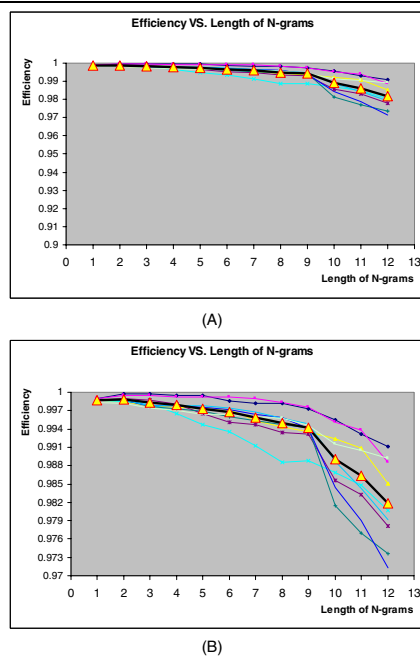 Efficiency VS. Length of N-grams
Efficiency
1
0.99
0.98
0.97
0.96
0.95
0.94
0.93
0.92
0.91
0.9
0 1 2 3 4 5 6 7 8 9 10 11 12 13
Length of N-grams
(A)
Efficiency VS. Length of N-grams
Efficiency
1
0.997
0.994
0.991
0.988
0.985
0.982
0.979
0.976
0.973
0.97
0 1 2 3 4 5 6 7 8 9 10 11 12 13
Length of N-grams
(B)